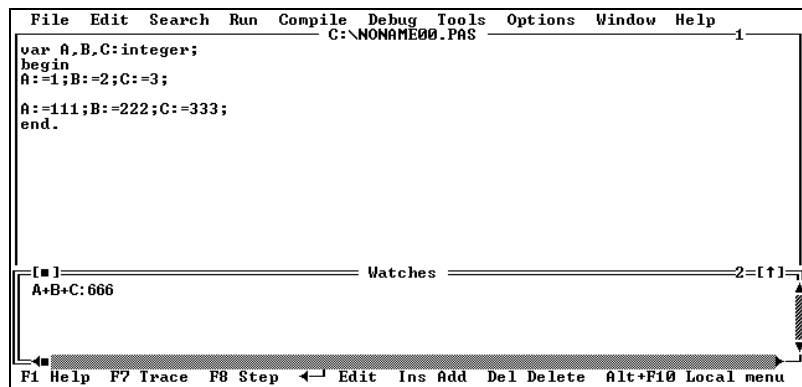 File Edit Search Run Compile Debug Tools Options Window Help
C:\NONAME00.PAS 1
var A,B,C:integer;
begin
A:=1;B:=2;C:=3;
A:=111;B:=222;C:=333;
end.
[■] Watches 2=[↑]
A+B+C:666
F1 Help F7 Trace F8 Step ◄─┘ Edit Ins Add Del Delete Alt+F10 Local menu